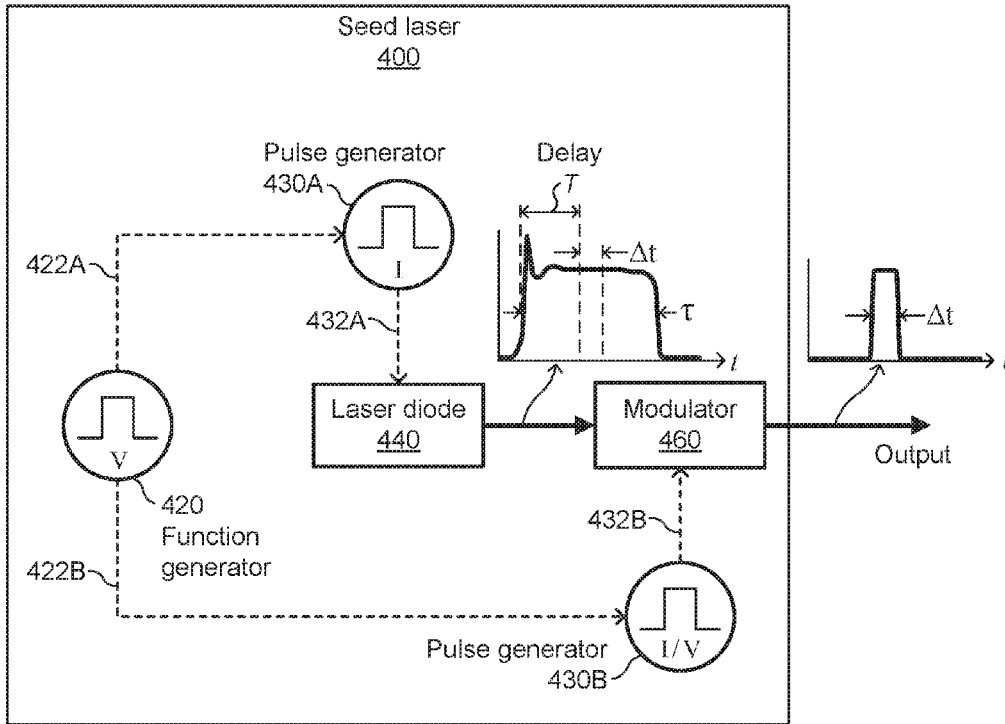 Seed laser
400
Pulse generator
430A
Delay
T
Δt
422A
I
432A
τ
t
Δt
t
Laser diode
440
Modulator
460
Output
V
420
Function
generator
432B
422B
Pulse generator
430B
I/V